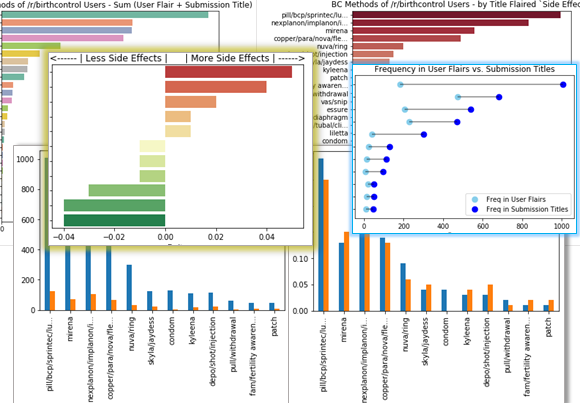 ods of /r/birthcontrol Users - Sum (User Flair + Submission Title)
BC Methods of /r/birthcontrol Users - by Title Flaired `Side Effec
pill/bcp/sprintec/lu...
nexplanon/implanon/i...
mirena
copper/para/nova/fle...
nuva/ring
injection
a/jaydess
kyleena
patch
awaren...
withdrawal
vas/snip
essure
diaphragm
/tubal/cli...
liletta
condom
<------ | Less Side Effects | | More Side Effects | ------>
−0.04 −0.02 0.00 0.02 0.04
Frequency in User Flairs vs. Submission Titles
Freq in User Flairs
Freq in Submission Titles
0 200 400 600 800 1000
1000
800
600
400
200
0
pill/bcp/sprintec/lu...
mirena
nexplanon/implanon/i...
copper/para/nova/fle...
nuva/ring
skyla/jaydess
condom
kyleena
depo/shot/injection
pull/withdrawal
fam/fertility awaren...
patch
0.10
0.05
0.00
pill/bcp/sprintec/lu...
mirena
nexplanon/implanon/i...
copper/para/nova/fle...
nuva/ring
skyla/jaydess
condom
kyleena
depo/shot/injection
pull/withdrawal
fam/fertility awaren...
patch